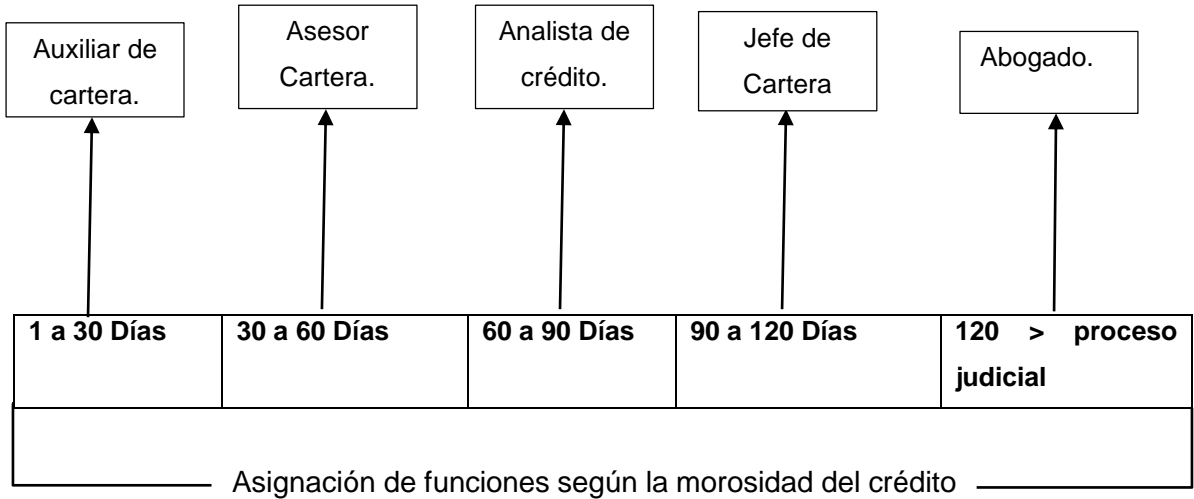 Auxiliar de
cartera.
Asesor
Cartera.
Analista de
crédito.
Jefe de
Cartera
Abogado.
1 a 30 Días
30 a 60 Días
60 a 90 Días
90 a 120 Días
120 > proceso
judicial
Asignación de funciones según la morosidad del crédito